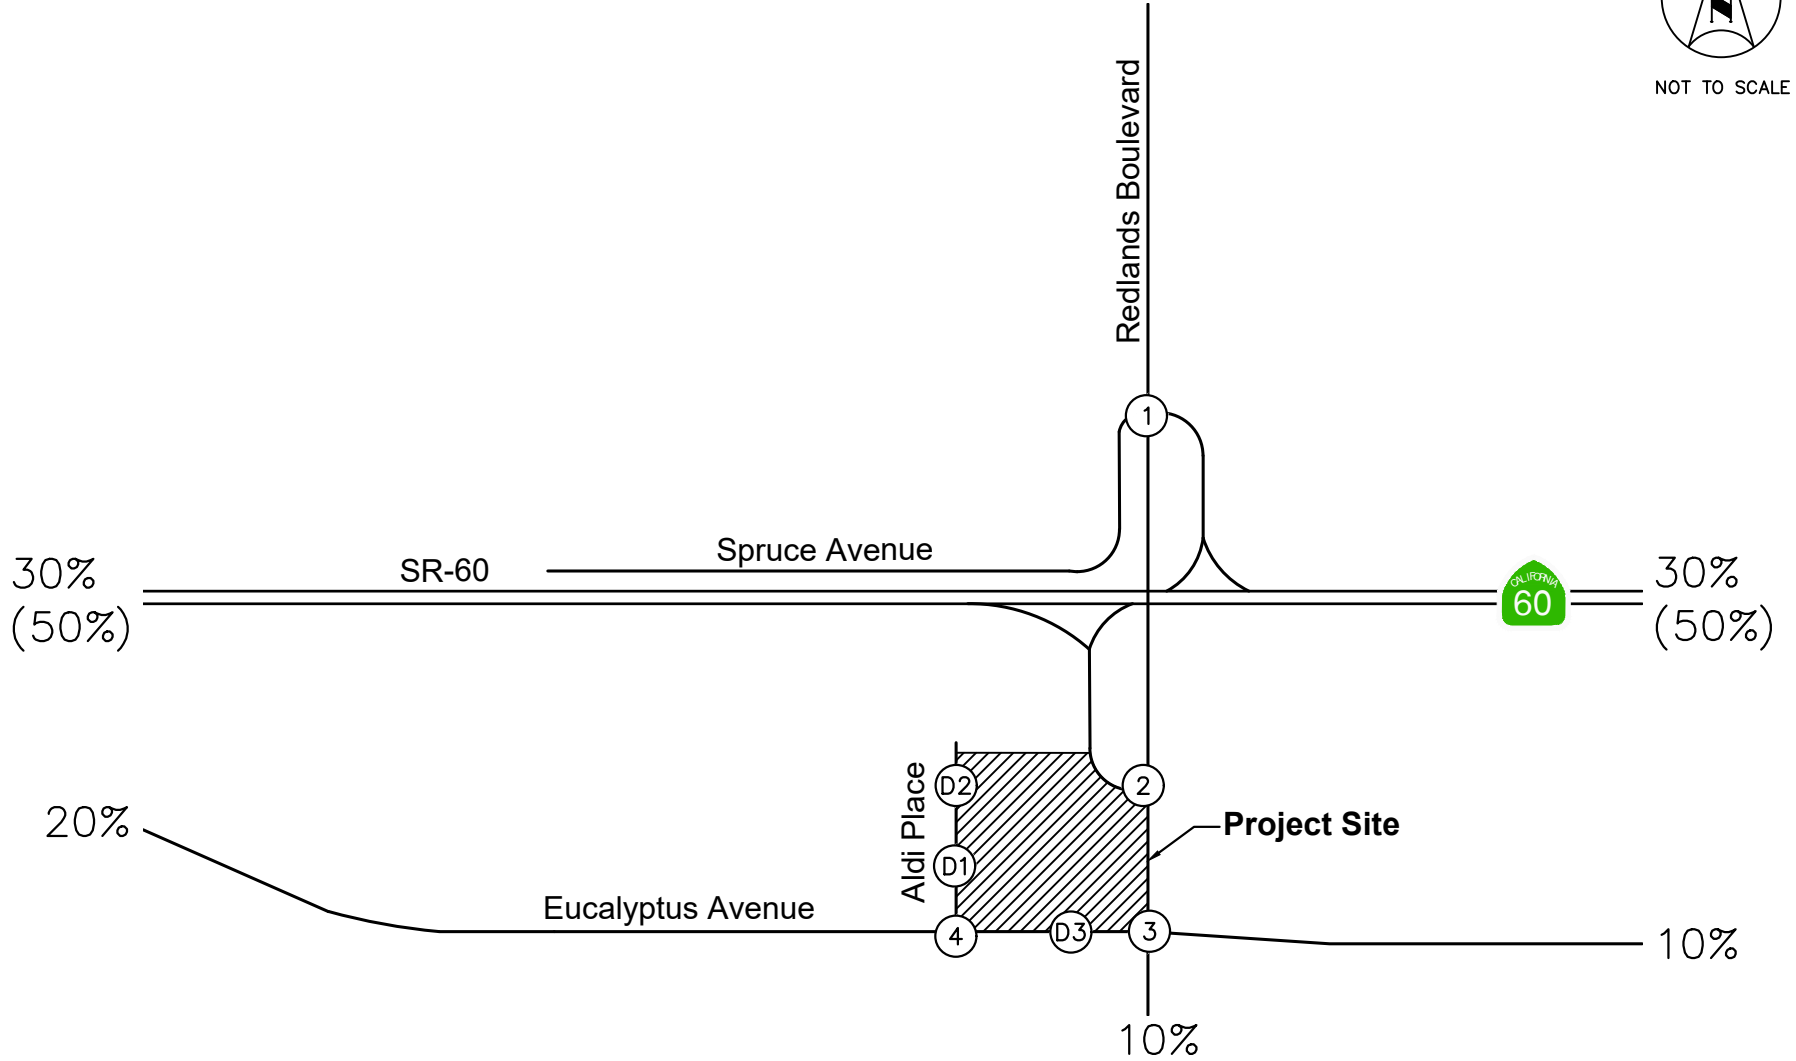 N
NOT TO SCALE
Redlands Boulevard
1
Spruce Avenue
SR-60
30%
(50%)
CALIFORNIA
60
30%
(50%)
D2
2
Aldi Place
Project Site
20%
D1
Eucalyptus Avenue
4
D3
3
10%
10%